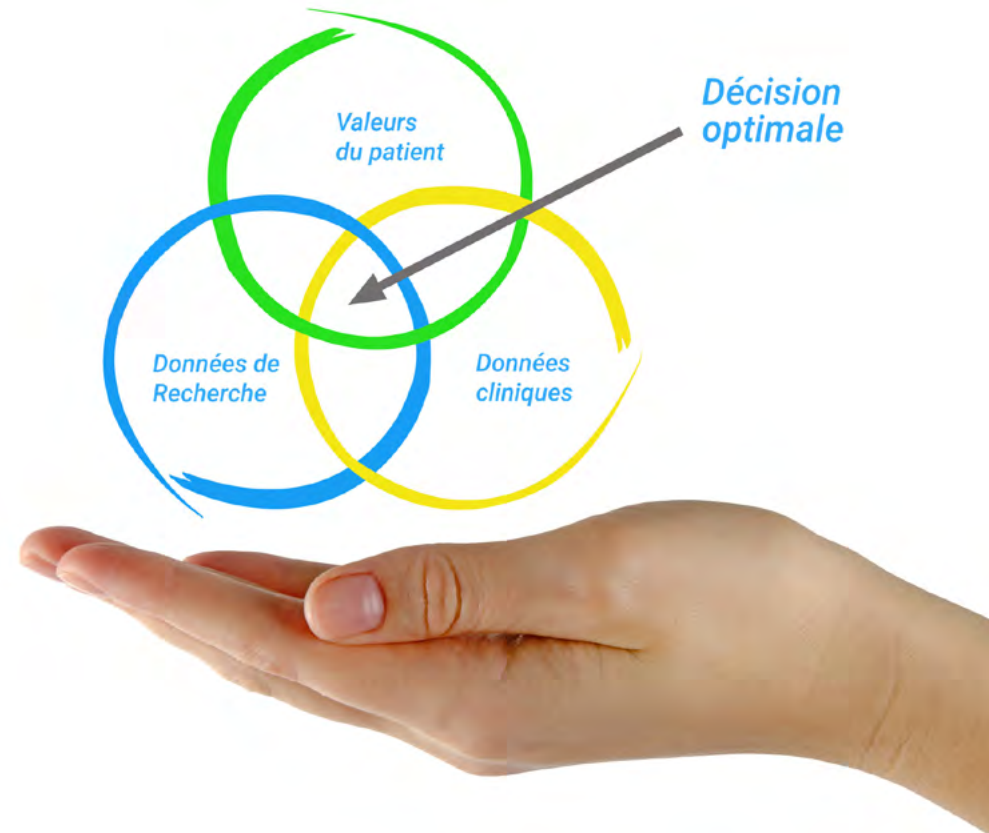 Décision
optimale
Valeurs
du patient
Données de
Recherche
Données
cliniques